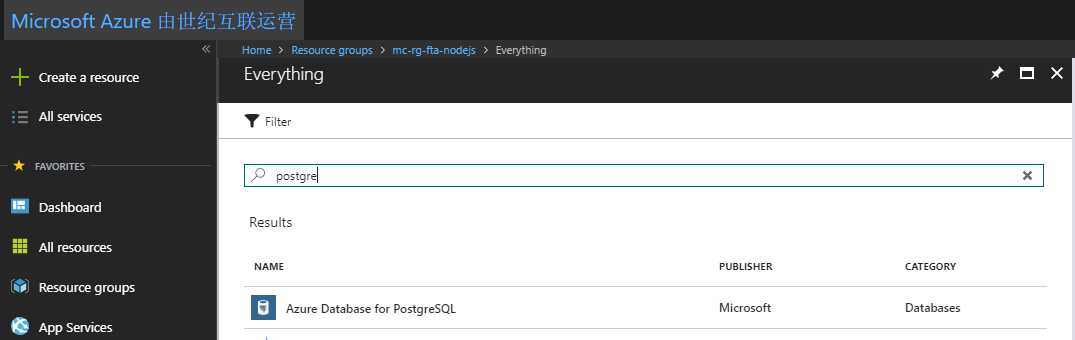 Microsoft Azure 由世纪互联运营
«
Home > Resource groups > mc-rg-fta-nodejs > Everything
Create a resource
Everything
All services
Filter
FAVORITES
postgre
Dashboard
Results
All resources
NAME PUBLISHER CATEGORY
Resource groups
Azure Database for PostgreSQL Microsoft Databases
App Services